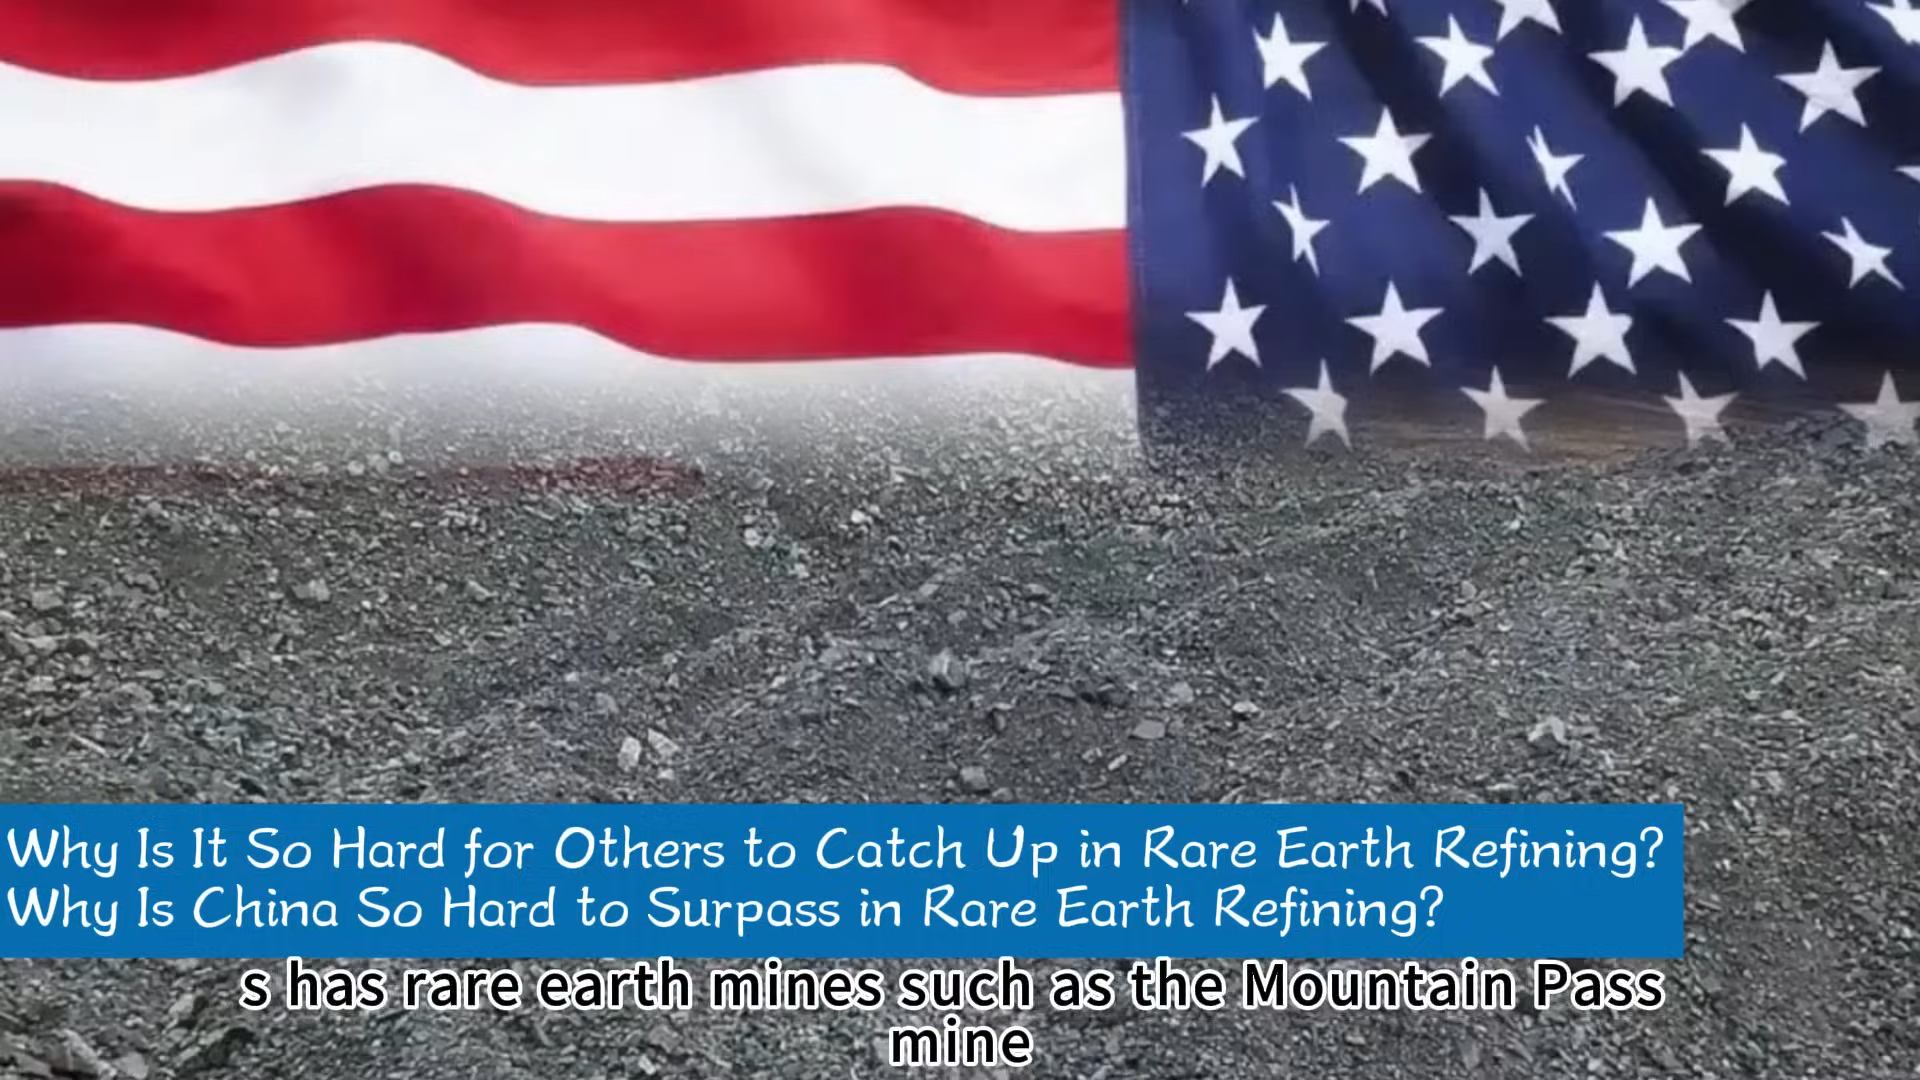 Why Is It So Hard for Others to Catch Up in Rare Earth Refining?
Why Is China So Hard to Surpass in Rare Earth Refining?
s has rare earth mines such as the Mountain Pass
mine